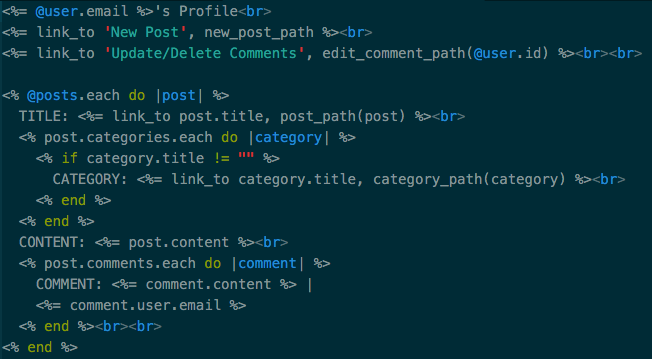 <%= @user.email %>'s Profile<br>
<%= link_to 'New Post', new_post_path %><br>
<%= link_to 'Update/Delete Comments', edit_comment_path(@user.id) %><br><br>

<% @posts.each do |post| %>
  TITLE: <%= link_to post.title, post_path(post) %><br>
  <% post.categories.each do |category| %>
    <% if category.title != "" %>
      CATEGORY: <%= link_to category.title, category_path(category) %><br>
    <% end %>
  <% end %>
  CONTENT: <%= post.content %><br>
  <% post.comments.each do |comment| %>
    COMMENT: <%= comment.content %> |
    <%= comment.user.email %>
  <% end %><br><br>
<% end %>